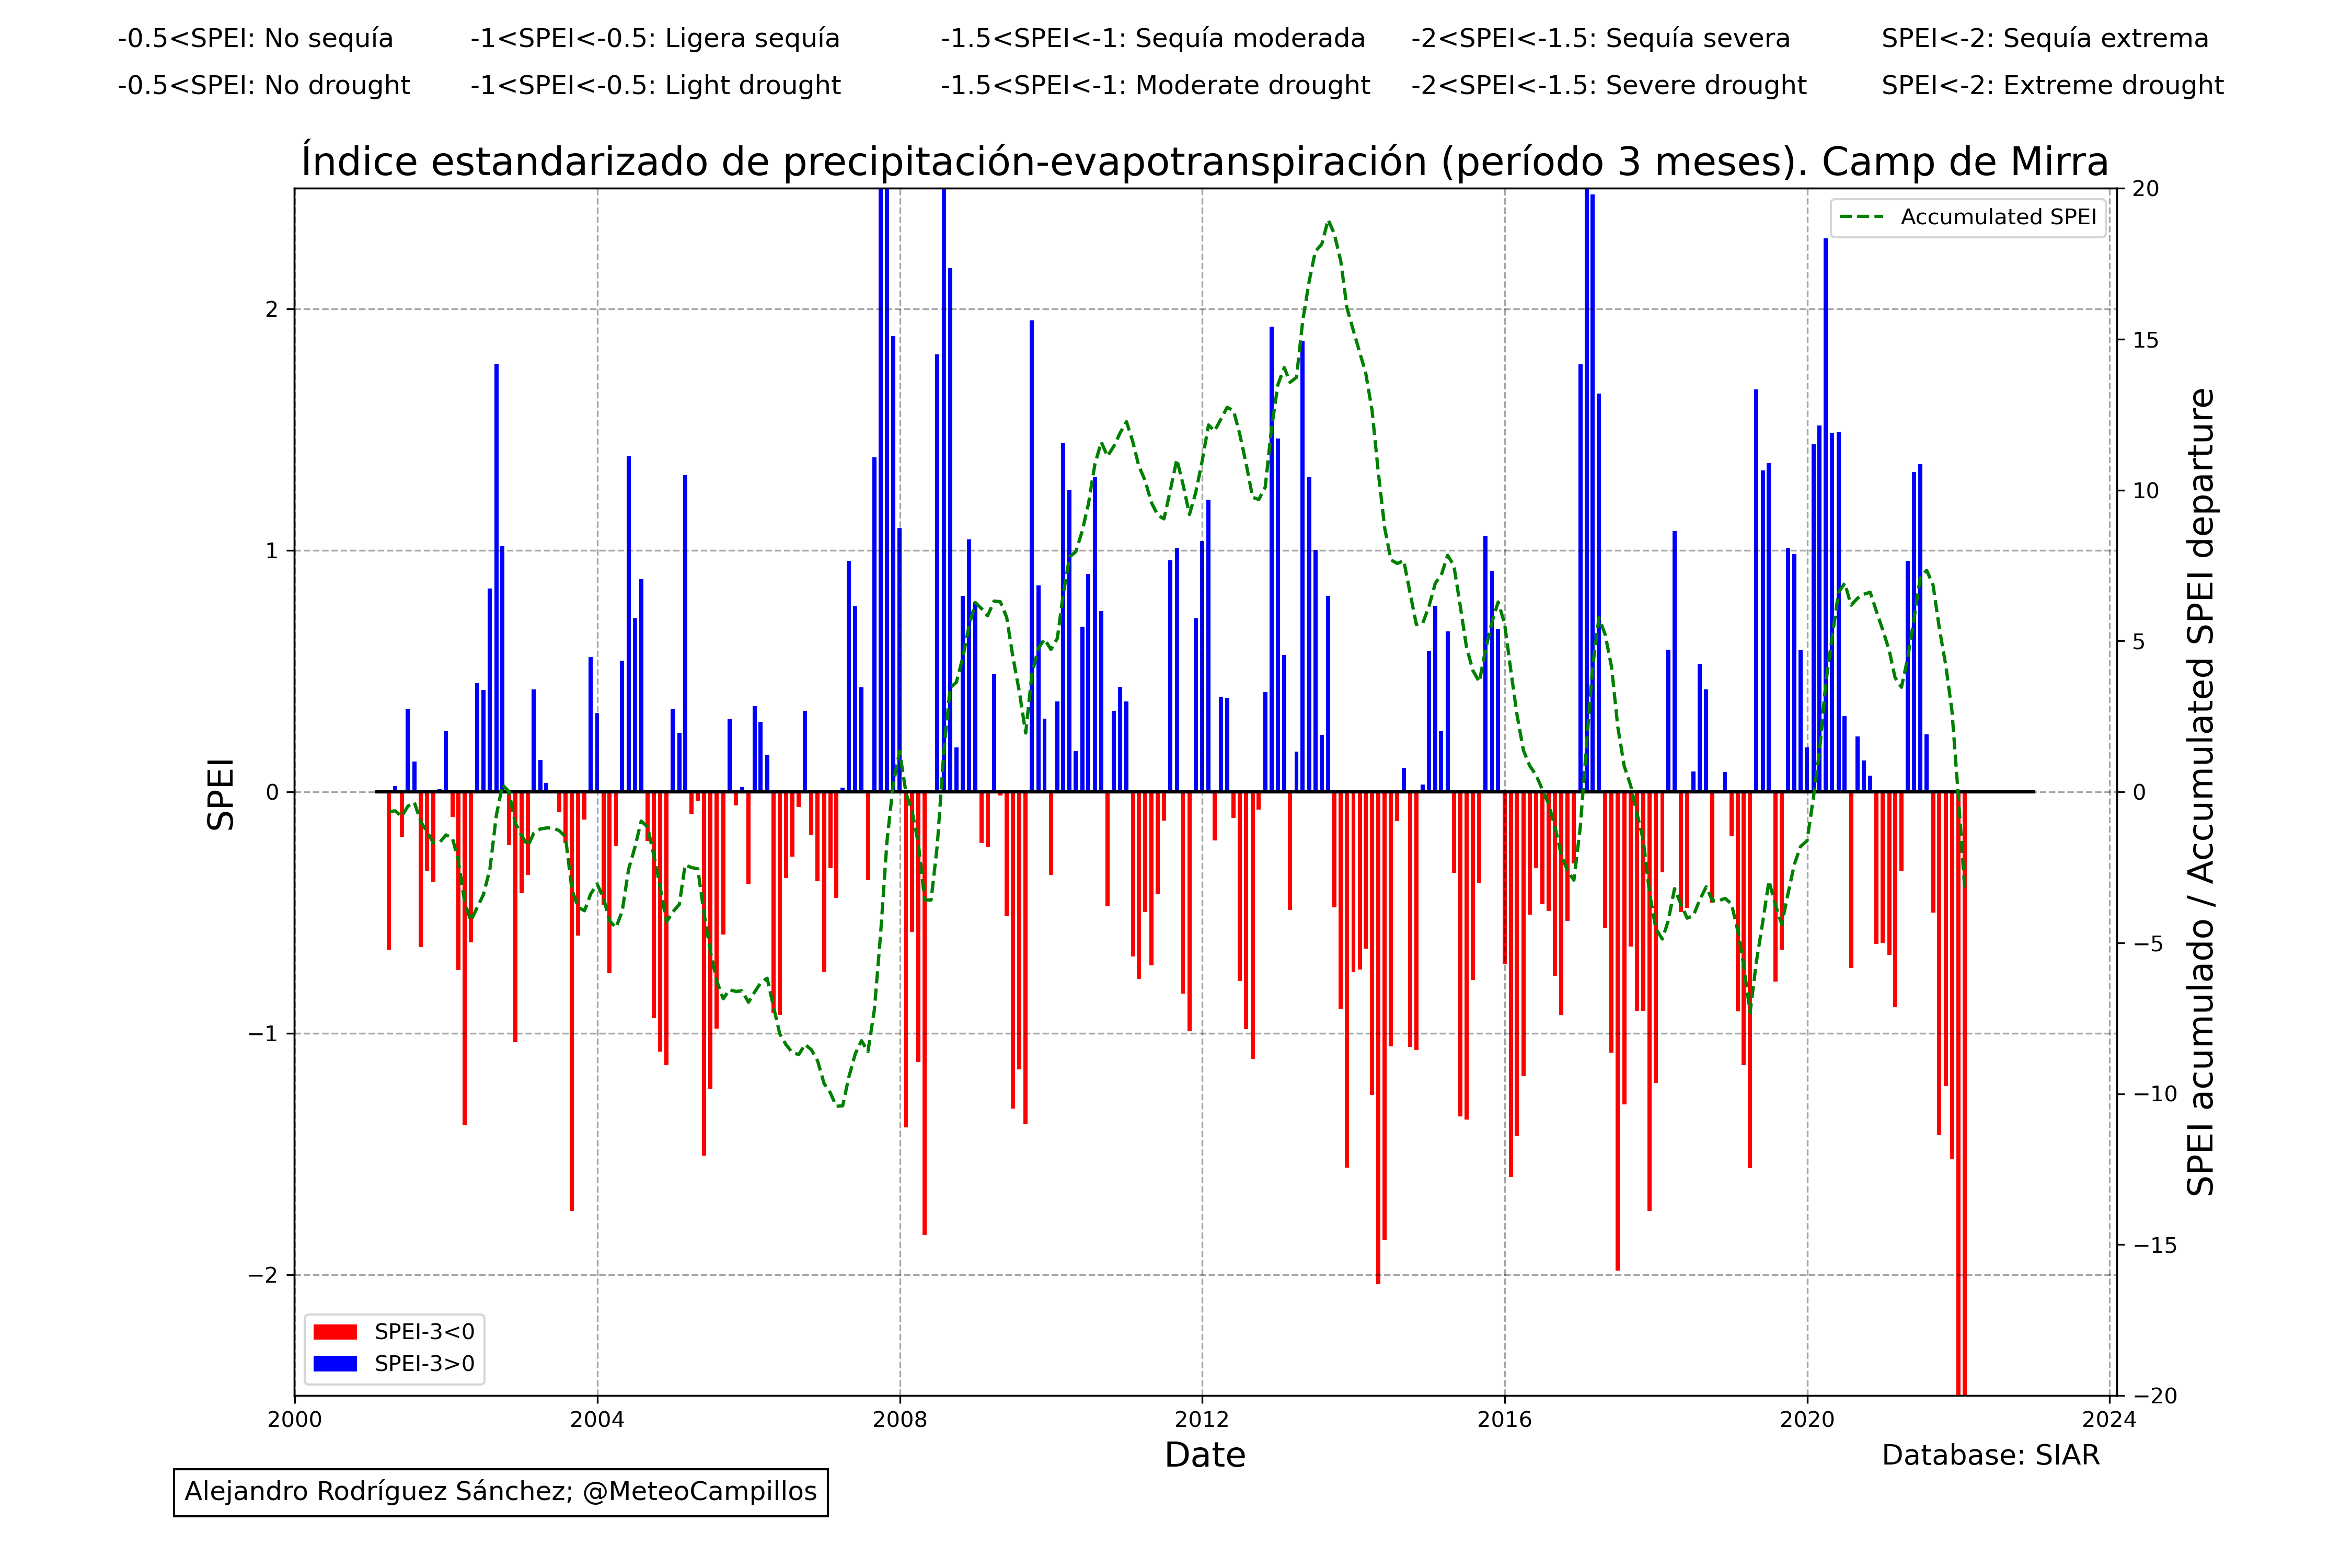 -0.5<SPEI: No sequía -1<SPEI<-0.5: Ligera sequía -1.5<SPEI<-1: Sequía moderada -2<SPEI<-1.5: Sequía severa SPEI<-2: Sequía extrema
-0.5<SPEI: No drought -1<SPEI<-0.5: Light drought -1.5<SPEI<-1: Moderate drought -2<SPEI<-1.5: Severe drought SPEI<-2: Extreme drought
Índice estandarizado de precipitación-evapotranspiración (período 3 meses). Camp de Mirra
Accumulated SPEI
SPEI
2
1
0
−1
−2
20
15
10
5
0
−5
−10
−15
−20
SPEI acumulado / Accumulated SPEI departure
SPEI-3<0
SPEI-3>0
2000 2004 2008 2012 2016 2020 2024
Date
Database: SIAR
Alejandro Rodríguez Sánchez; @MeteoCampillos